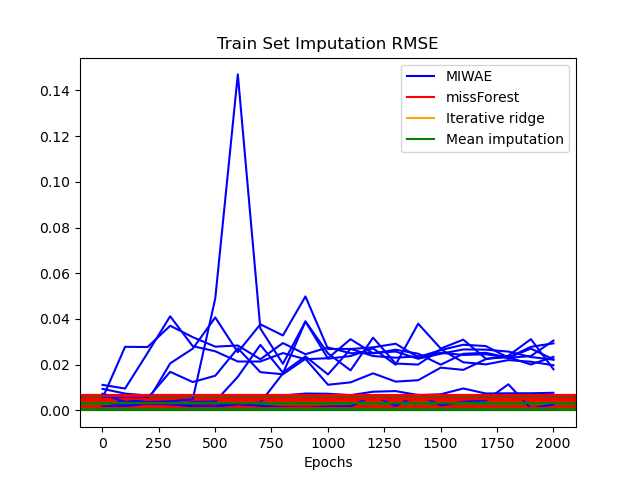 Train Set Imputation RMSE
MIWAE
missForest
Iterative ridge
Mean imputation
0.14
0.12
0.10
0.08
0.06
0.04
0.02
0.00
0 250 500 750 1000 1250 1500 1750 2000
Epochs